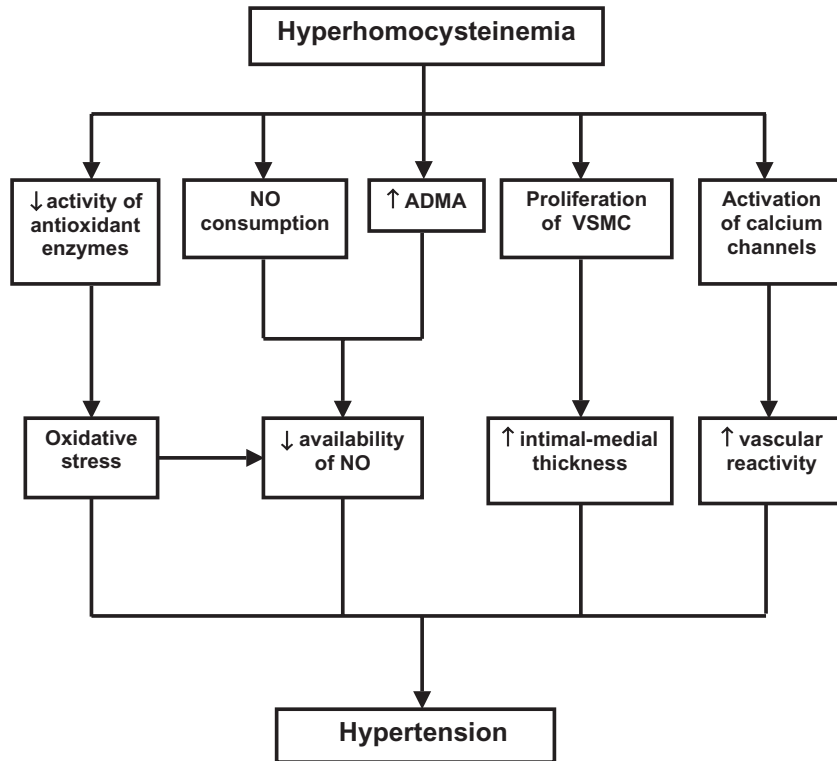 Hyperhomocysteinemia
↓ activity of
antioxidant
enzymes
NO
consumption
↑ ADMA
Proliferation
of VSMC
Activation
of calcium
channels
Oxidative
stress
↓ availability
of NO
↑ intimal-medial
thickness
↑ vascular
reactivity
Hypertension